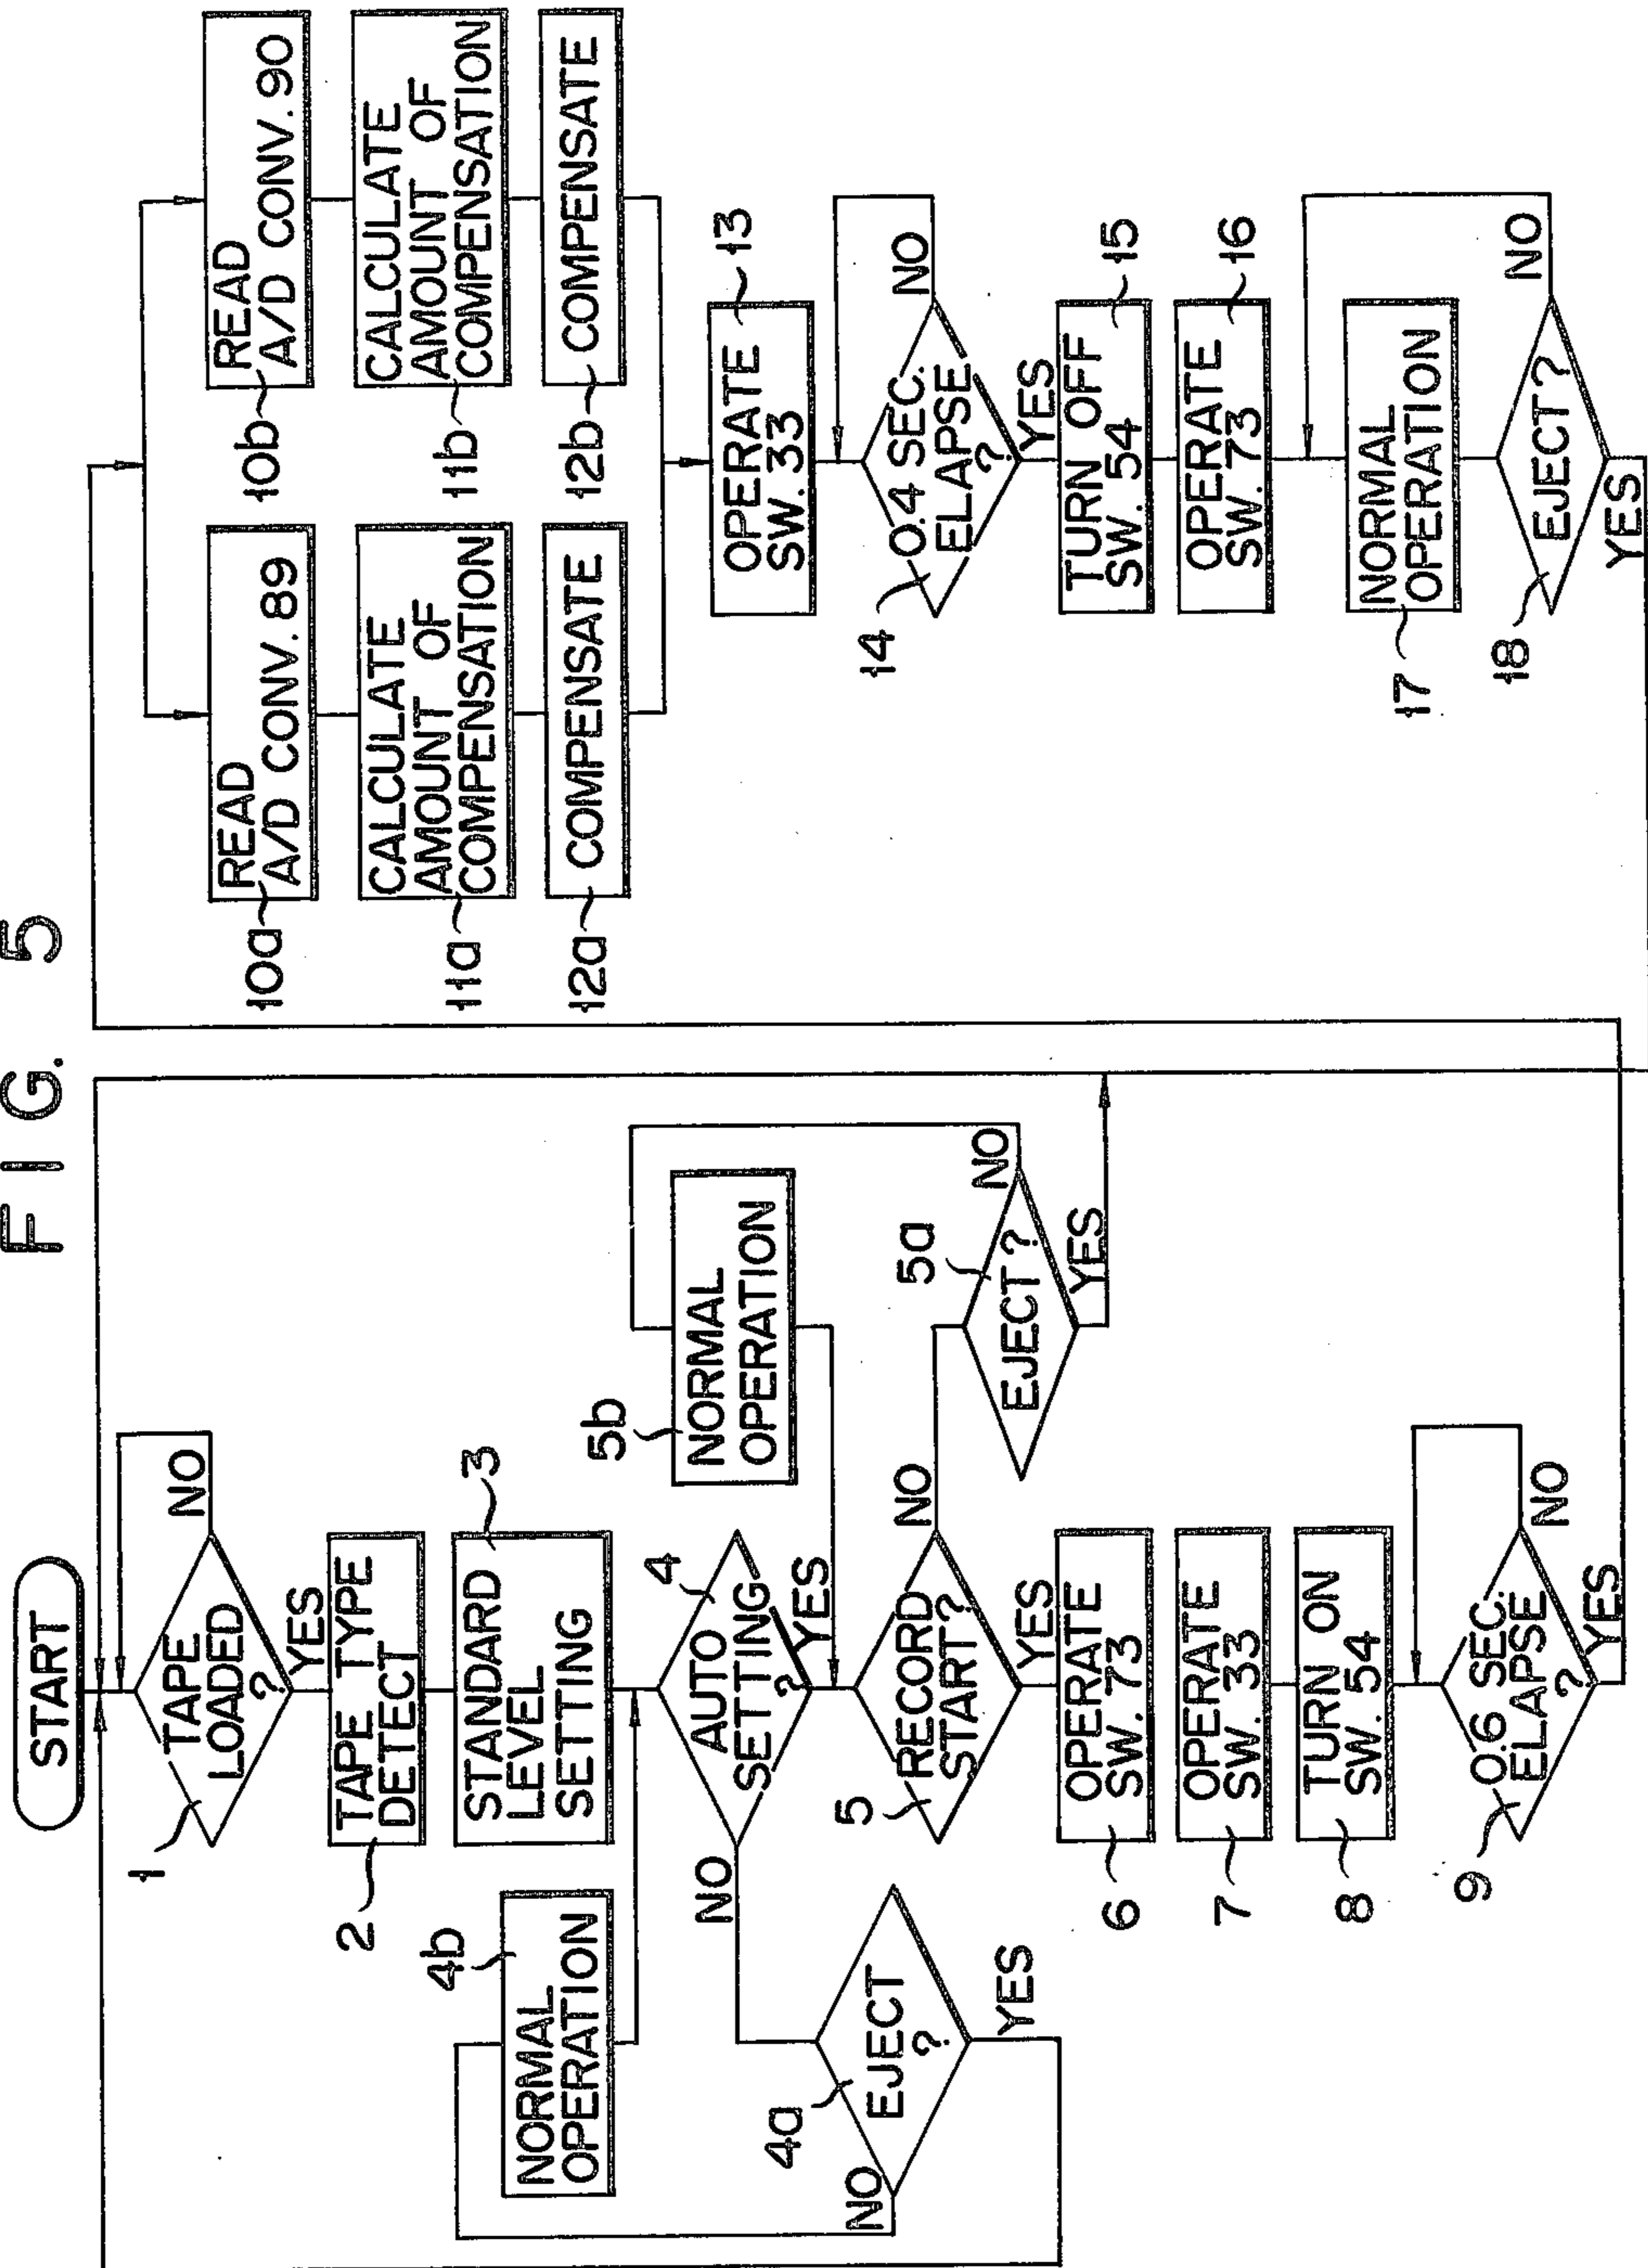 FIG. 5
START
TAPE
LOADED
?
1
NO
YES
TAPE TYPE
DETECT
2
STANDARD
LEVEL
SETTING
3
AUTO
SETTING
?
4
NO
YES
EJECT
?
4a
NO
YES
NORMAL
OPERATION
4b
RECORD
START?
5
NO
YES
EJECT?
5a
NO
YES
NORMAL
OPERATION
5b
OPERATE
SW. 73
6
OPERATE
SW. 33
7
TURN ON
SW. 54
8
0.6 SEC.
ELAPSE
?
9
NO
YES
READ
A/D CONV. 89
10a
CALCULATE
AMOUNT OF
COMPENSATION
11a
COMPENSATE
12a
READ
A/D CONV. 90
10b
CALCULATE
AMOUNT OF
COMPENSATION
11b
COMPENSATE
12b
OPERATE
SW. 33
13
0.4 SEC.
ELAPSE
?
14
NO
YES
TURN OFF
SW. 54
15
OPERATE
SW. 73
16
NORMAL
OPERATION
17
EJECT?
18
NO
YES